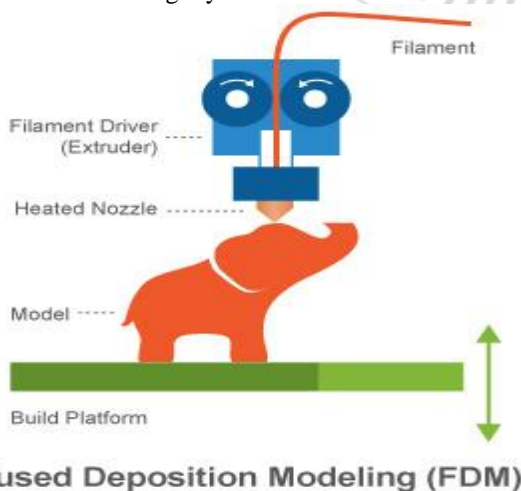 Filament
Filament Driver
(Extruder)
Heated Nozzle
Model
Build Platform
used Deposition Modeling (FDM)